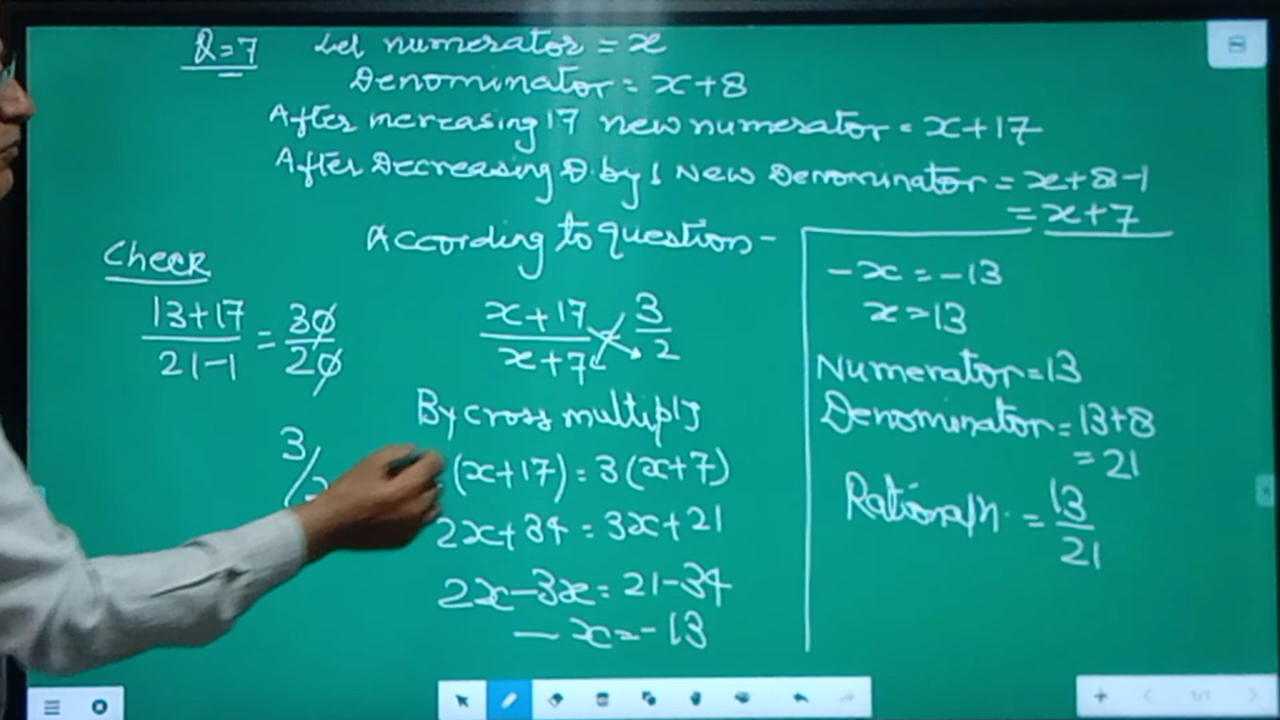 Q=7 Let numerator = x
Denominator = x+8
After increasing 17 new numerator = x+17
After Decreasing D. by 1 New Denominator = x+8-1
= x+7
According to question-
Check
13+17/21-1 = 30/20
3/
x+17/x+7 = 3/2
By cross multiply
(x+17) = 3(x+7)
2x+34 = 3x+21
2x-3x = 21-34
-x = -13
-x = -13
x = 13
Numerator = 13
Denominator = 13+8
= 21
= 13/21
1/1